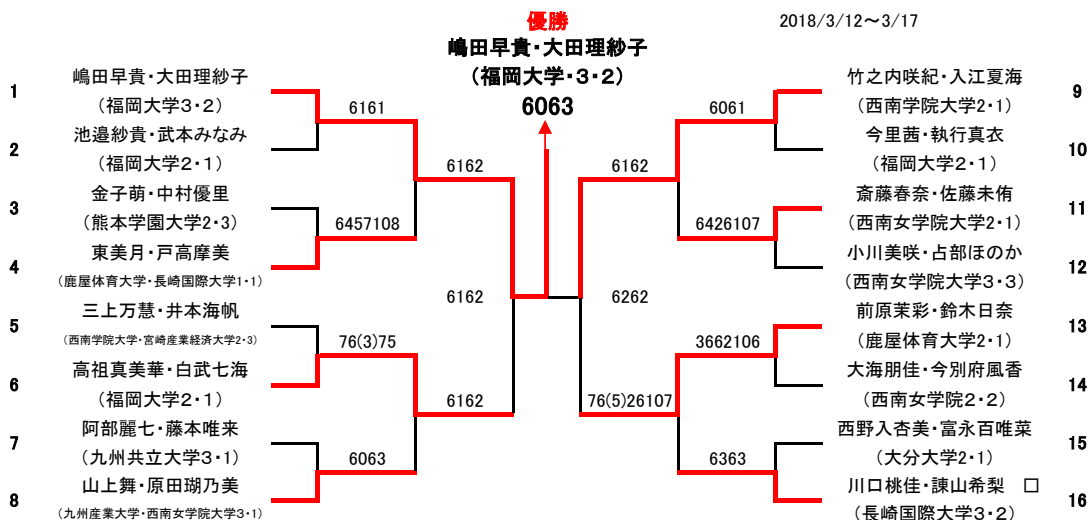 優勝
2018/3/12～3/17
嶋田早貴・大田理紗子
(福岡大学・3・2)
6063
1
嶋田早貴・大田理紗子
(福岡大学3・2)
2
池邉紗貴・武本みなみ
(福岡大学2・1)
3
金子萌・中村優里
(熊本学園大学2・3)
4
東美月・戸高摩美
(鹿屋体育大学・長崎国際大学1・1)
5
三上万慧・井本海帆
(西南学院大学・宮崎産業経済大学2・3)
6
高祖真美華・白武七海
(福岡大学2・1)
7
阿部麗七・藤本唯来
(九州共立大学3・1)
8
山上舞・原田瑚乃美
(九州産業大学・西南女学院大学3・1)
6161
6457108
76(3)75
6063
6162
6162
6162
6262
6162
76(5)26107
6061
6426107
3662106
6363
竹之内咲紀・入江夏海
(西南学院大学2・1)
9
今里茜・執行真衣
(福岡大学2・1)
10
斎藤春奈・佐藤未侑
(西南女学院大学2・1)
11
小川美咲・占部ほのか
(西南女学院大学3・3)
12
前原茉彩・鈴木日奈
(鹿屋体育大学2・1)
13
大海朋佳・今別府風香
(西南女学院2・2)
14
西野入杏美・富永百唯菜
(大分大学2・1)
15
川口桃佳・諌山希梨 □
(長崎国際大学3・2)
16